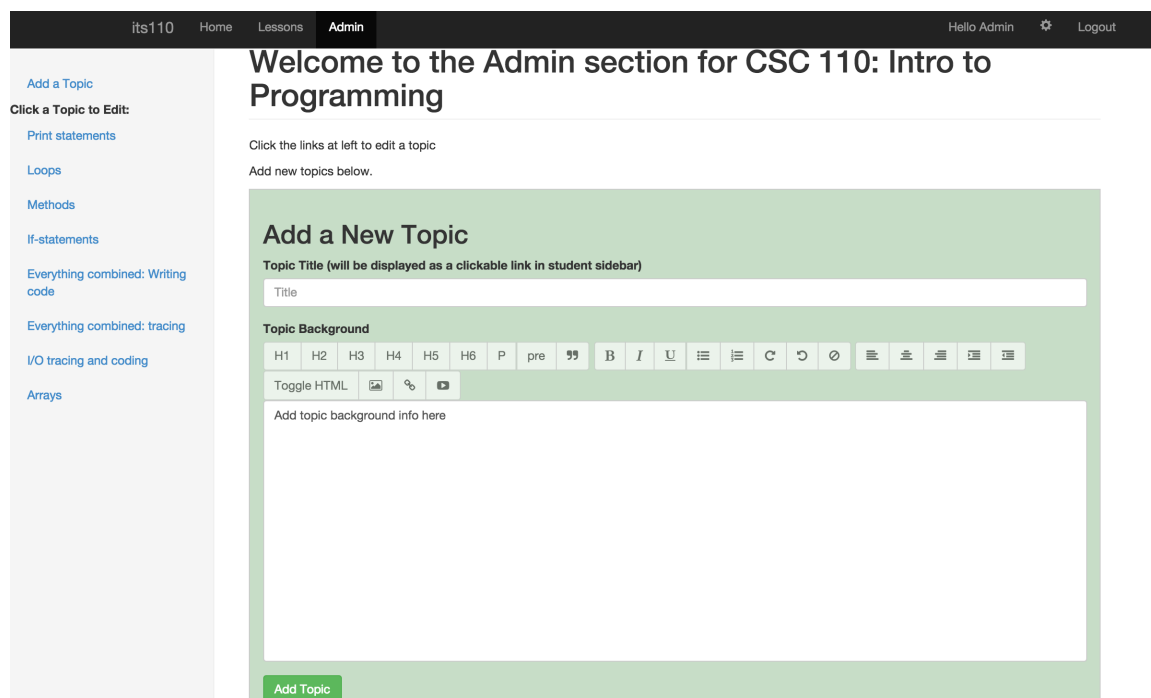 its110 Home Lessons Admin Hello Admin Logout
Add a Topic
Click a Topic to Edit:
Print statements
Loops
Methods
If-statements
Everything combined: Writing
code
Everything combined: tracing
I/O tracing and coding
Arrays
Welcome to the Admin section for CSC 110: Intro to
Programming
Click the links at left to edit a topic
Add new topics below.
Add a New Topic
Topic Title (will be displayed as a clickable link in student sidebar)
Title
Topic Background
H1 H2 H3 H4 H5 H6 P pre B I U
Toggle HTML
Add topic background info here
Add Topic